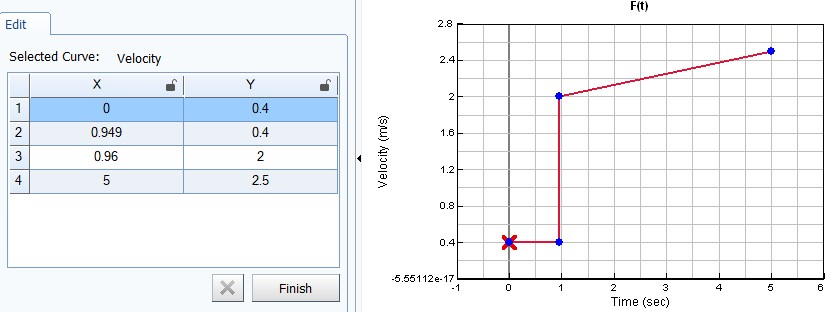 Edit
Selected Curve: Velocity
X Y
1 0 0.4
2 0.949 0.4
3 0.96 2
4 5 2.5
Finish
F(t)
2.8
2.4
2
1.6
1.2
0.8
0.4
-5.55112e-17
Velocity (m/s)
-1 0 1 2 3 4 5 6
Time (sec)